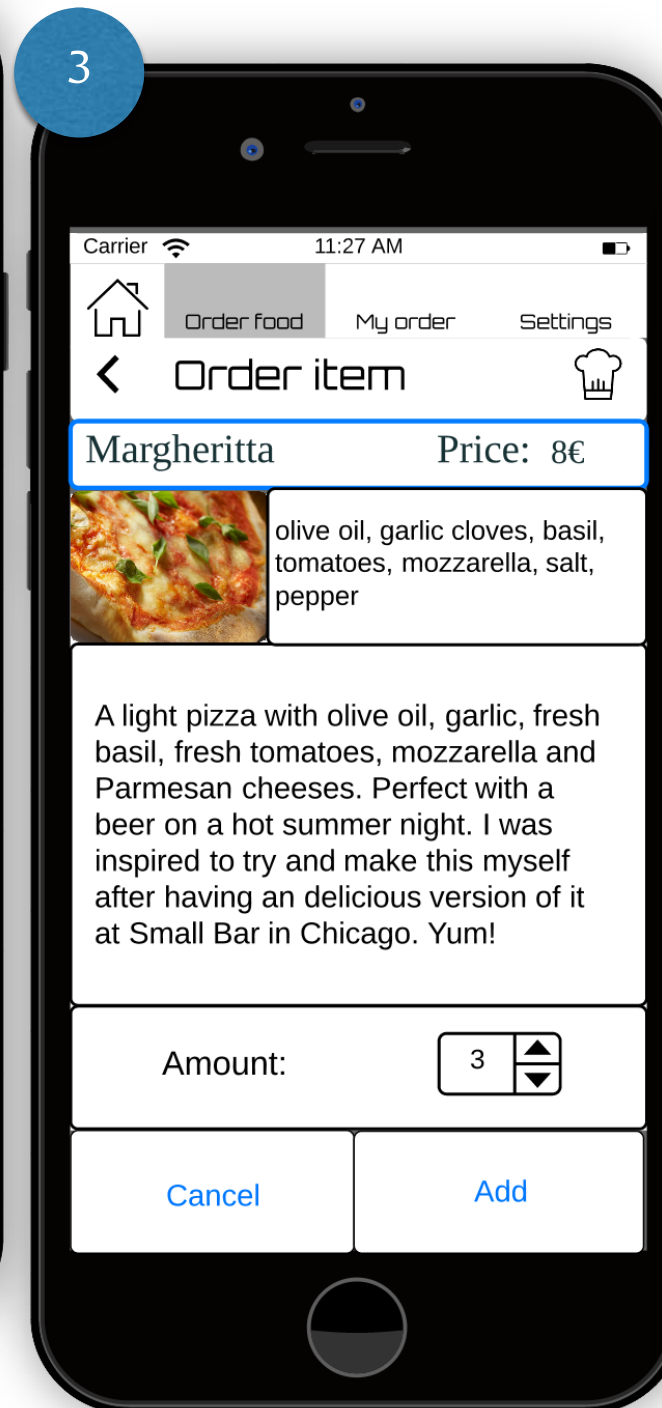 3
Carrier 11:27 AM
Order food My order Settings
Order item
Margheritta Price: 8€
olive oil, garlic cloves, basil,
tomatoes, mozzarella, salt,
pepper
A light pizza with olive oil, garlic, fresh
basil, fresh tomatoes, mozzarella and
Parmesan cheeses. Perfect with a
beer on a hot summer night. I was
inspired to try and make this myself
after having an delicious version of it
at Small Bar in Chicago. Yum!
Amount: 3
Cancel Add